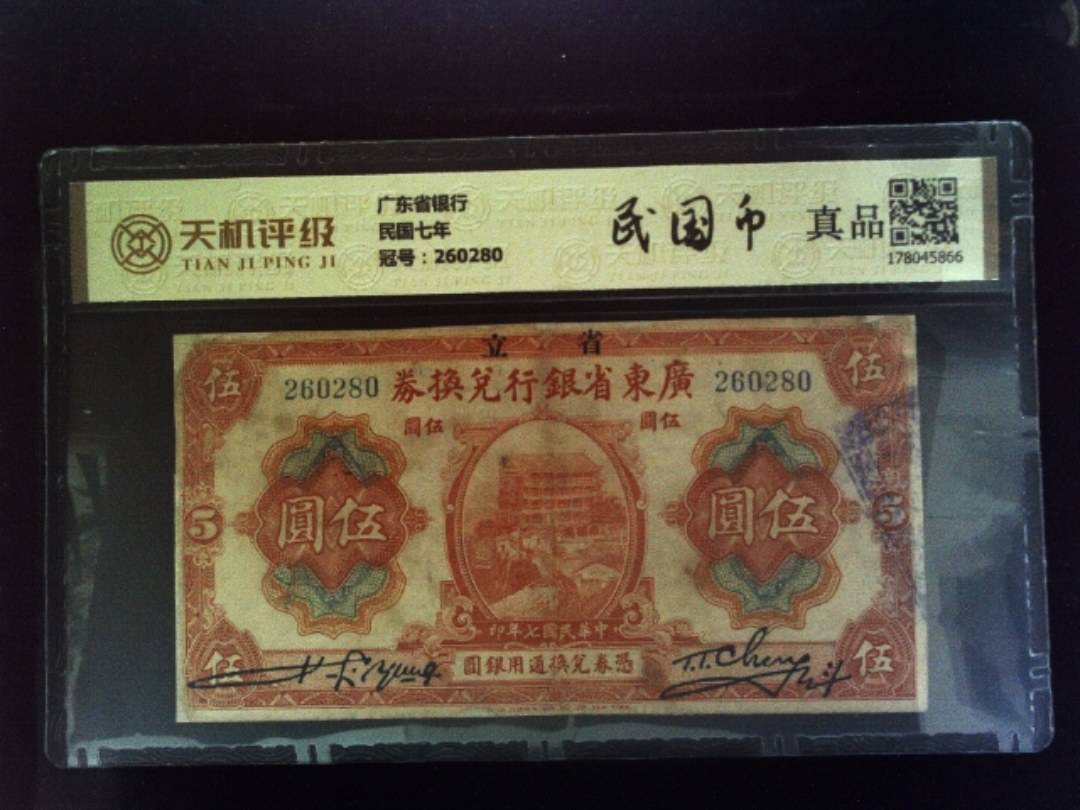 天机评级
TIAN JI PING JI
广东省银行
民国七年
冠号：260280
民国币
真品
178045866
立 省
伍
伍
260280
券換兌行銀省東廣
260280
圓伍
圓伍
圓伍
圓伍
5
5
印年七國民華中
圓銀用通換兌券憑
伍
伍
T.T. Chen